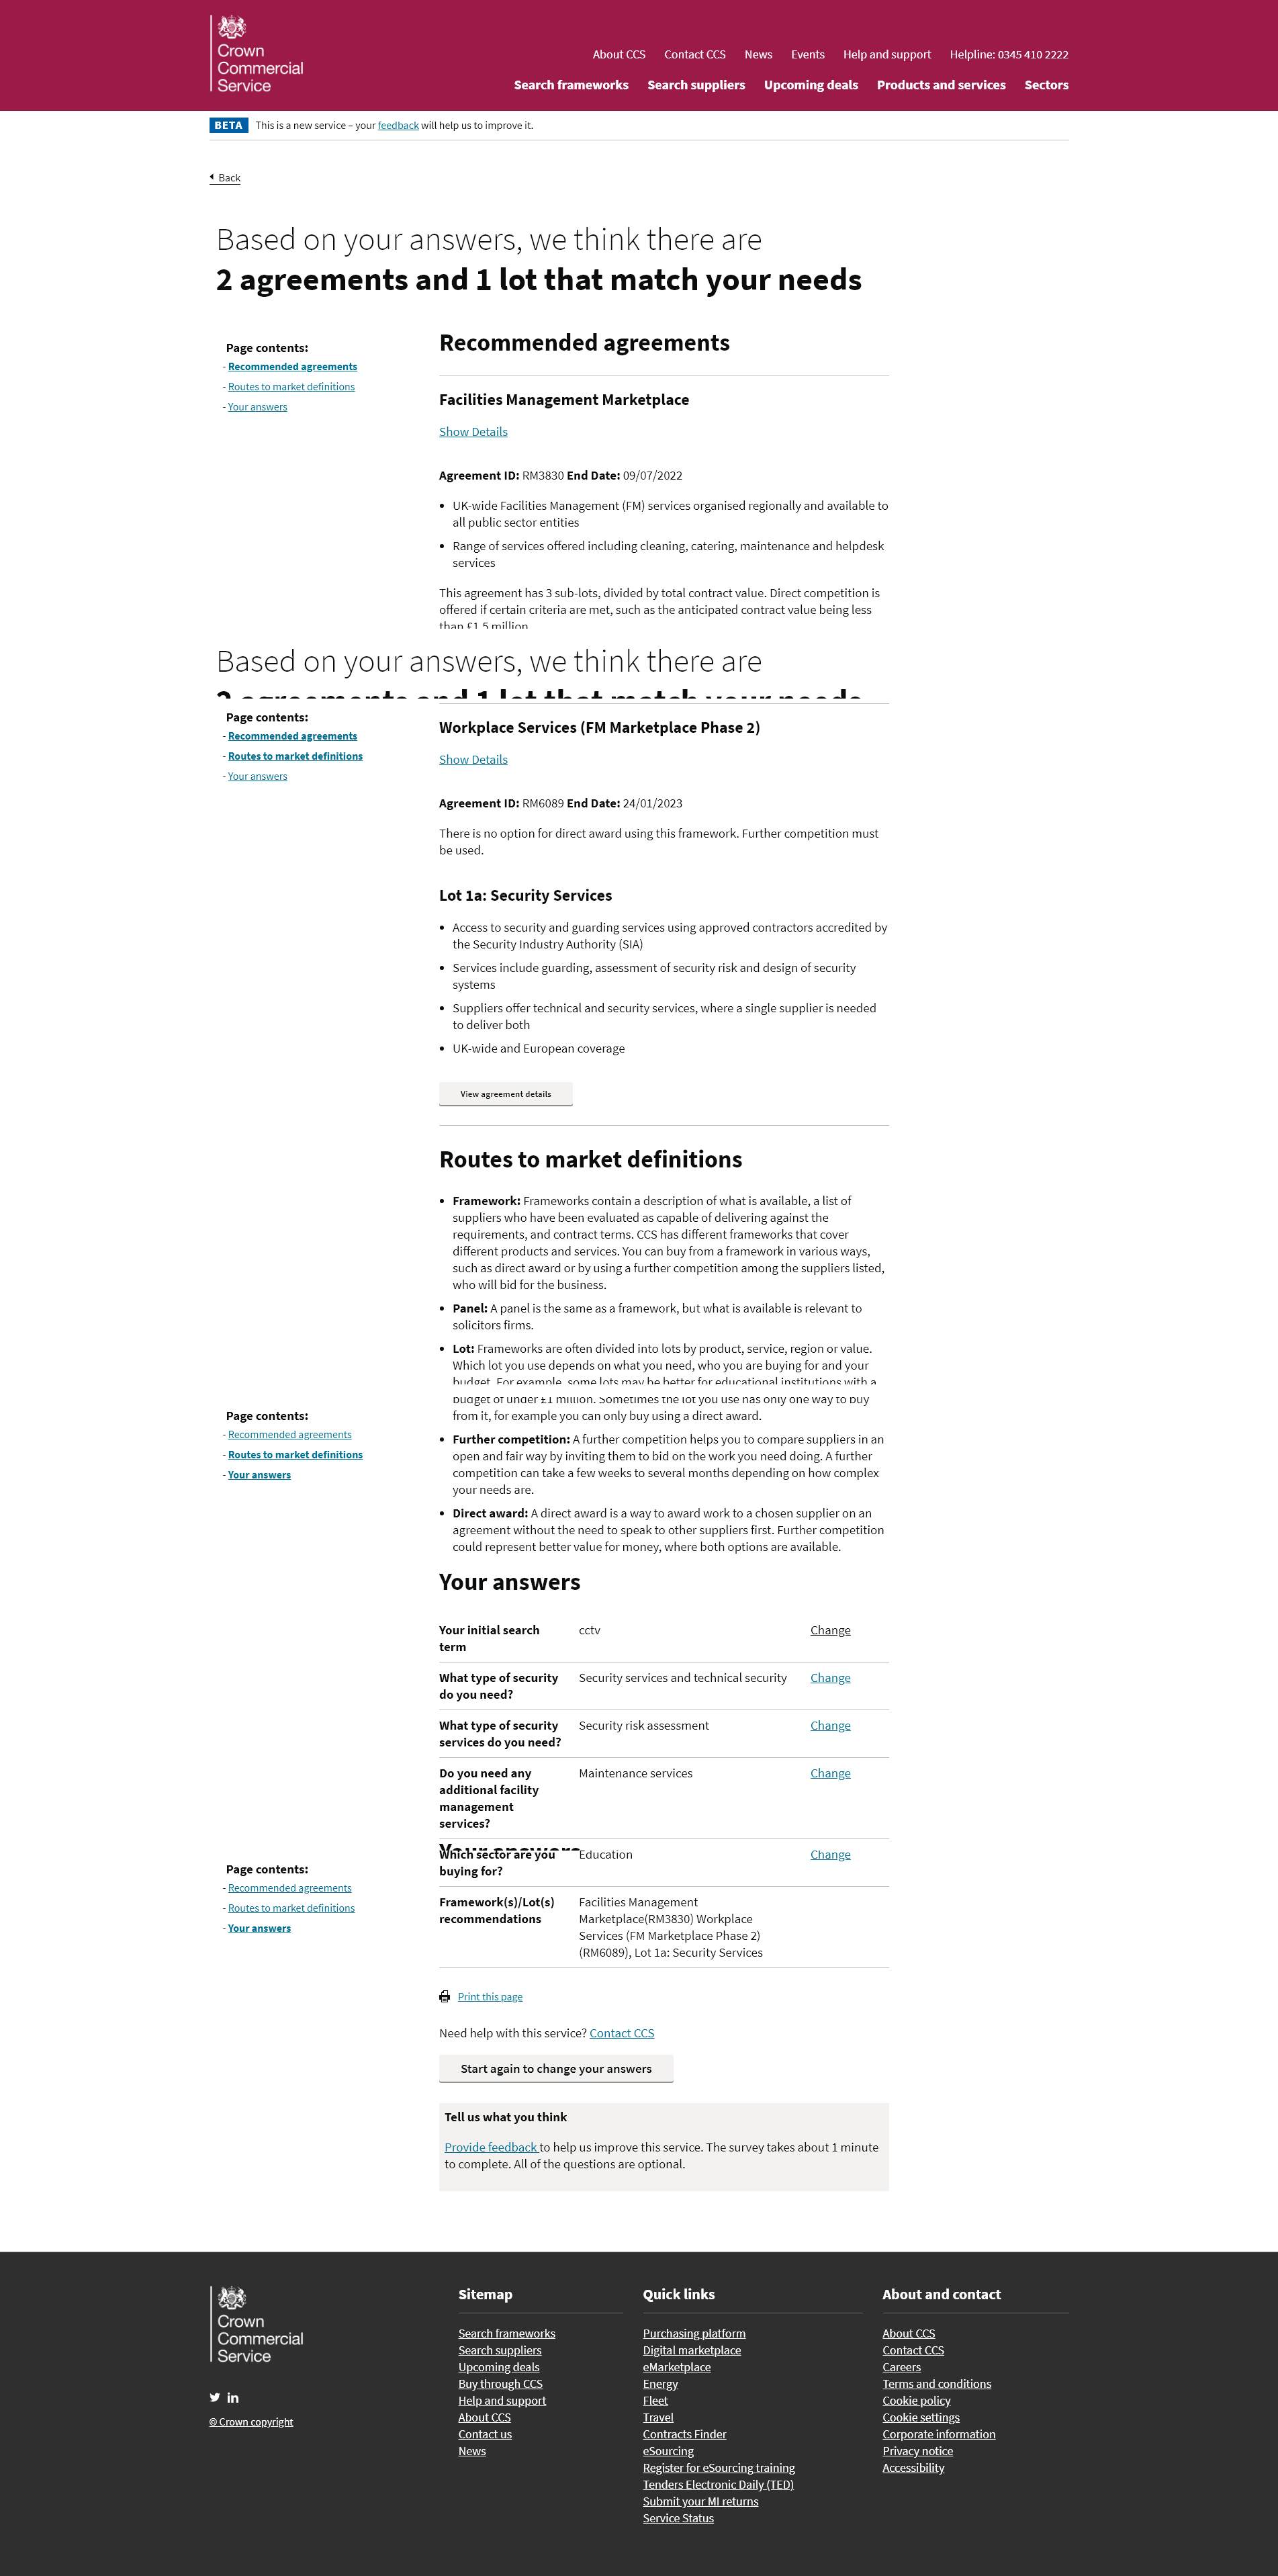 Crown
Commercial
Service
About CCS Contact CCS News Events Help and support Helpline: 0345 410 2222
Search frameworks Search suppliers Upcoming deals Products and services Sectors
BETA This is a new service – your feedback will help us to improve it.
Back
Based on your answers, we think there are
2 agreements and 1 lot that match your needs
Page contents:
- Recommended agreements
- Routes to market definitions
- Your answers
Recommended agreements
Facilities Management Marketplace
Show Details
Agreement ID: RM3830 End Date: 09/07/2022
• UK-wide Facilities Management (FM) services organised regionally and available to
all public sector entities
• Range of services offered including cleaning, catering, maintenance and helpdesk
services
This agreement has 3 sub-lots, divided by total contract value. Direct competition is
offered if certain criteria are met, such as the anticipated contract value being less
than £1.5 million
Based on your answers, we think there are
2 agreements and 1 lot that match your needs
Page contents:
- Recommended agreements
- Routes to market definitions
- Your answers
Workplace Services (FM Marketplace Phase 2)
Show Details
Agreement ID: RM6089 End Date: 24/01/2023
There is no option for direct award using this framework. Further competition must
be used.
Lot 1a: Security Services
• Access to security and guarding services using approved contractors accredited by
the Security Industry Authority (SIA)
• Services include guarding, assessment of security risk and design of security
systems
• Suppliers offer technical and security services, where a single supplier is needed
to deliver both
• UK-wide and European coverage
View agreement details
Routes to market definitions
• Framework: Frameworks contain a description of what is available, a list of
suppliers who have been evaluated as capable of delivering against the
requirements, and contract terms. CCS has different frameworks that cover
different products and services. You can buy from a framework in various ways,
such as direct award or by using a further competition among the suppliers listed,
who will bid for the business.
• Panel: A panel is the same as a framework, but what is available is relevant to
solicitors firms.
• Lot: Frameworks are often divided into lots by product, service, region or value.
Which lot you use depends on what you need, who you are buying for and your
budget. For example, some lots may be better for educational institutions with a
budget of under £1 million. Sometimes the lot you use has only one way to buy
from it, for example you can only buy using a direct award.
Page contents:
- Recommended agreements
- Routes to market definitions
- Your answers
• Further competition: A further competition helps you to compare suppliers in an
open and fair way by inviting them to bid on the work you need doing. A further
competition can take a few weeks to several months depending on how complex
your needs are.
• Direct award: A direct award is a way to award work to a chosen supplier on an
agreement without the need to speak to other suppliers first. Further competition
could represent better value for money, where both options are available.
Your answers
Your initial search cctv Change
term
What type of security Security services and technical security Change
do you need?
What type of security Security risk assessment Change
services do you need?
Do you need any Maintenance services Change
additional facility
management
services?
Your answers
Which sector are you Education Change
buying for?
Page contents:
- Recommended agreements
- Routes to market definitions
- Your answers
Framework(s)/Lot(s) Facilities Management
recommendations Marketplace(RM3830) Workplace
Services (FM Marketplace Phase 2)
(RM6089), Lot 1a: Security Services
Print this page
Need help with this service? Contact CCS
Start again to change your answers
Tell us what you think
Provide feedback to help us improve this service. The survey takes about 1 minute
to complete. All of the questions are optional.
Crown
Commercial
Service
© Crown copyright
Sitemap
Search frameworks
Search suppliers
Upcoming deals
Buy through CCS
Help and support
About CCS
Contact us
News
Quick links
Purchasing platform
Digital marketplace
eMarketplace
Energy
Fleet
Travel
Contracts Finder
eSourcing
Register for eSourcing training
Tenders Electronic Daily (TED)
Submit your MI returns
Service Status
About and contact
About CCS
Contact CCS
Careers
Terms and conditions
Cookie policy
Cookie settings
Corporate information
Privacy notice
Accessibility